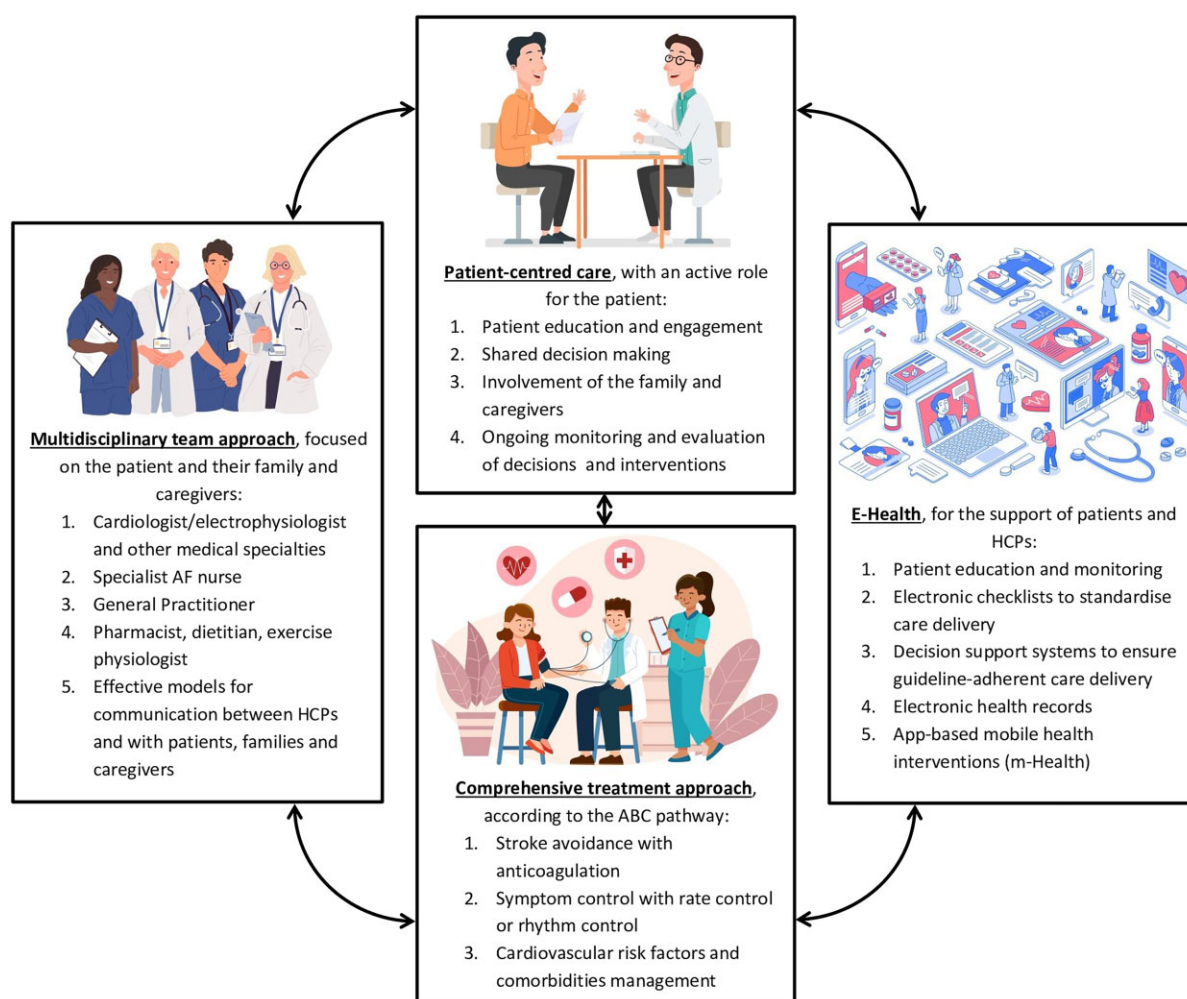 Patient-centred care, with an active role
for the patient:
1. Patient education and engagement
2. Shared decision making
3. Involvement of the family and
caregivers
4. Ongoing monitoring and evaluation
of decisions and interventions
Multidisciplinary team approach, focused
on the patient and their family and
caregivers:
1. Cardiologist/electrophysiologist
and other medical specialties
2. Specialist AF nurse
3. General Practitioner
4. Pharmacist, dietitian, exercise
physiologist
5. Effective models for
communication between HCPs
and with patients, families and
caregivers
E-Health, for the support of patients and
HCPs:
1. Patient education and monitoring
2. Electronic checklists to standardise
care delivery
3. Decision support systems to ensure
guideline-adherent care delivery
4. Electronic health records
5. App-based mobile health
interventions (m-Health)
Comprehensive treatment approach,
according to the ABC pathway:
1. Stroke avoidance with
anticoagulation
2. Symptom control with rate control
or rhythm control
3. Cardiovascular risk factors and
comorbidities management